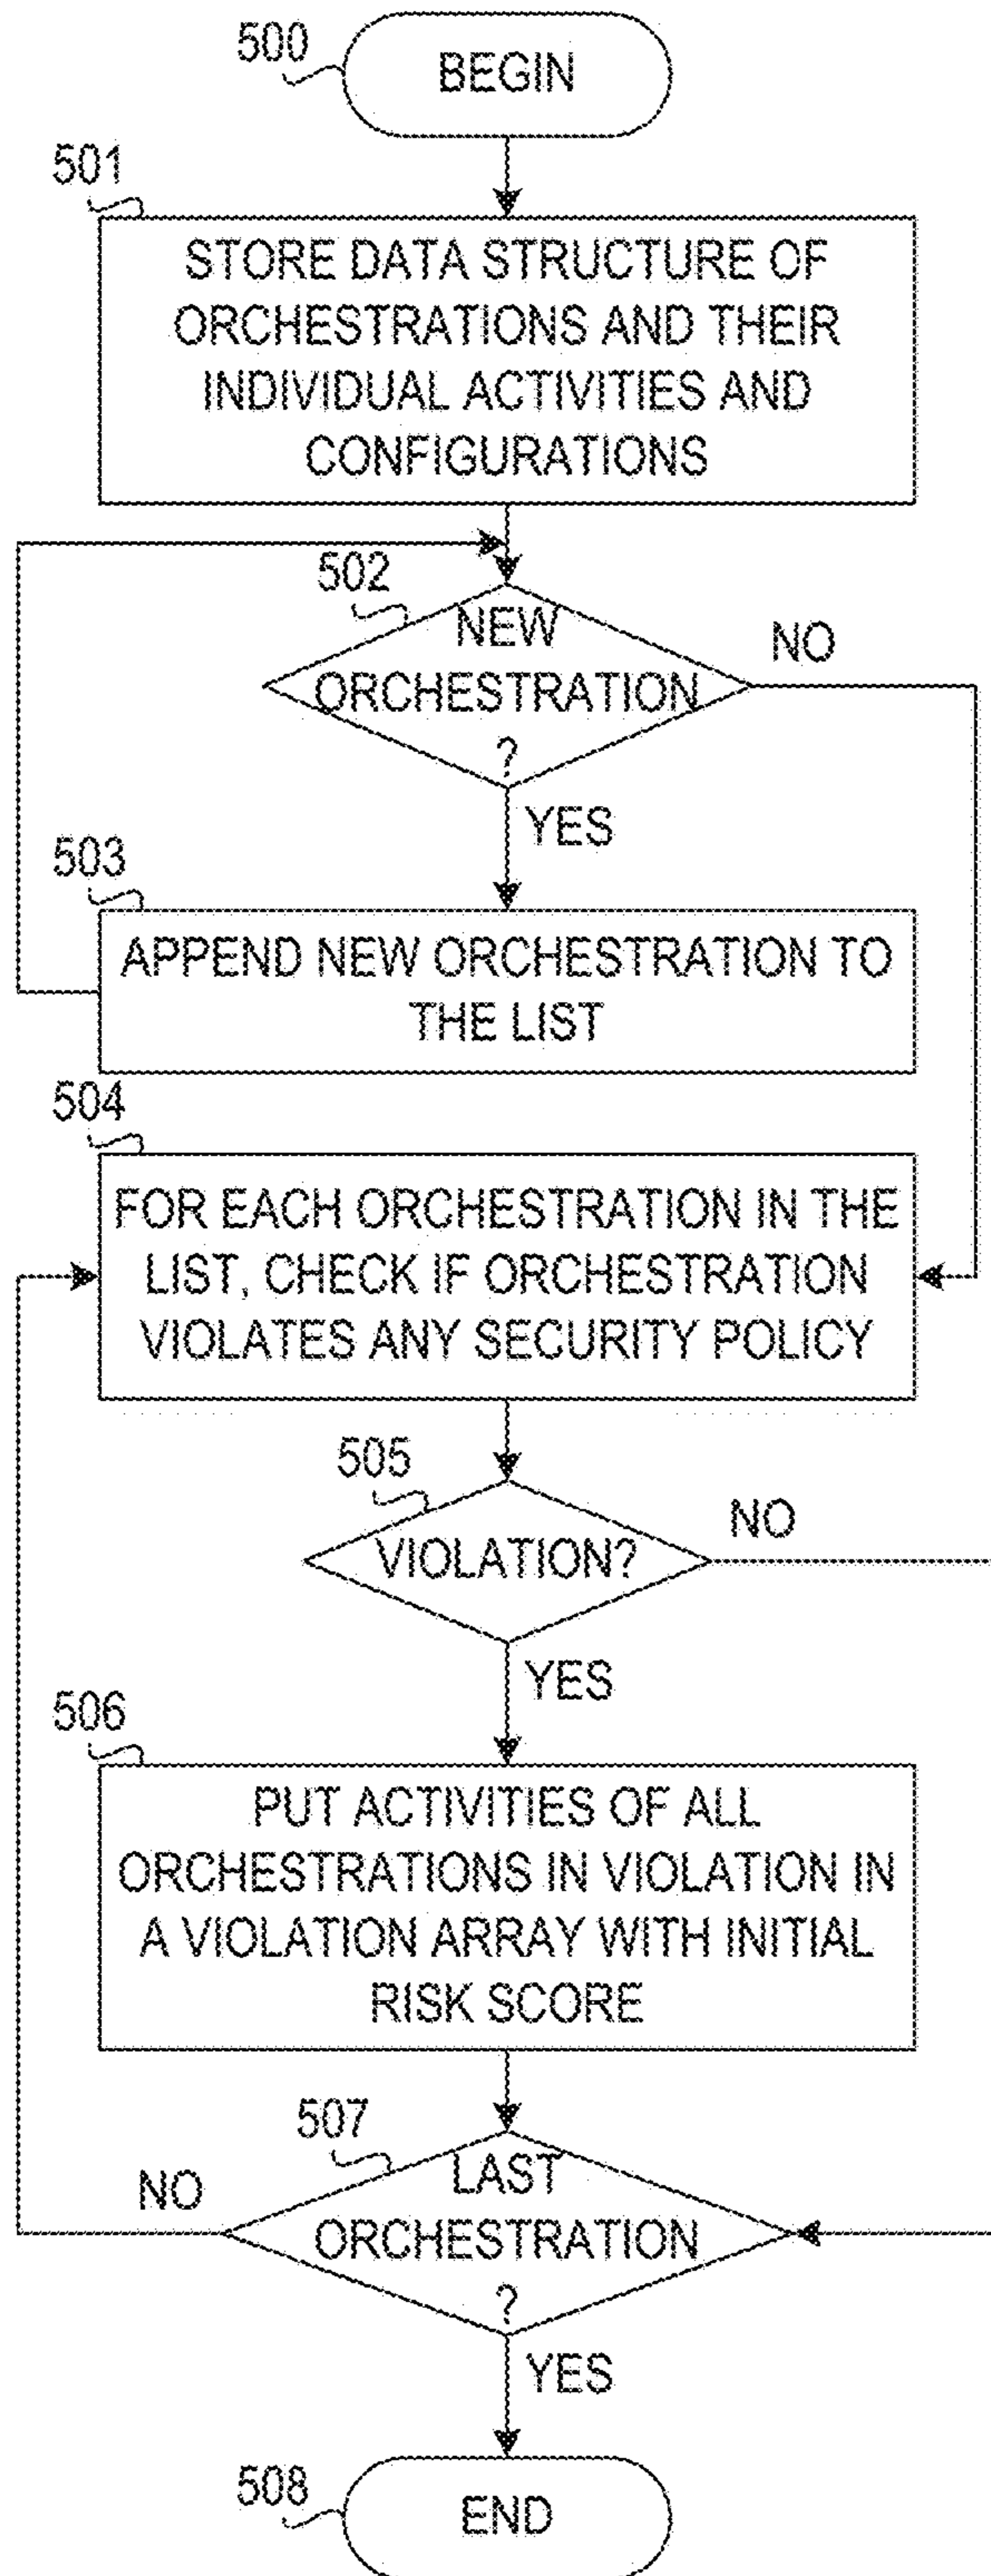 500
BEGIN
501
STORE DATA STRUCTURE OF
ORCHESTRATIONS AND THEIR
INDIVIDUAL ACTIVITIES AND
CONFIGURATIONS
502
NEW
ORCHESTRATION
?
NO
YES
503
APPEND NEW ORCHESTRATION TO
THE LIST
504
FOR EACH ORCHESTRATION IN THE
LIST, CHECK IF ORCHESTRATION
VIOLATES ANY SECURITY POLICY
505
VIOLATION?
NO
YES
506
PUT ACTIVITIES OF ALL
ORCHESTRATIONS IN VIOLATION IN
A VIOLATION ARRAY WITH INITIAL
RISK SCORE
507
LAST
ORCHESTRATION
?
NO
YES
508
END